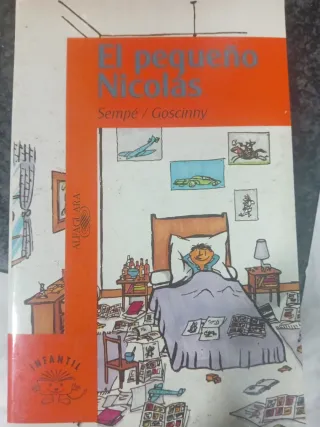 El pequeño
Nicolás
Sempé / Goscinny
ALFAGUARA
INFANTIL